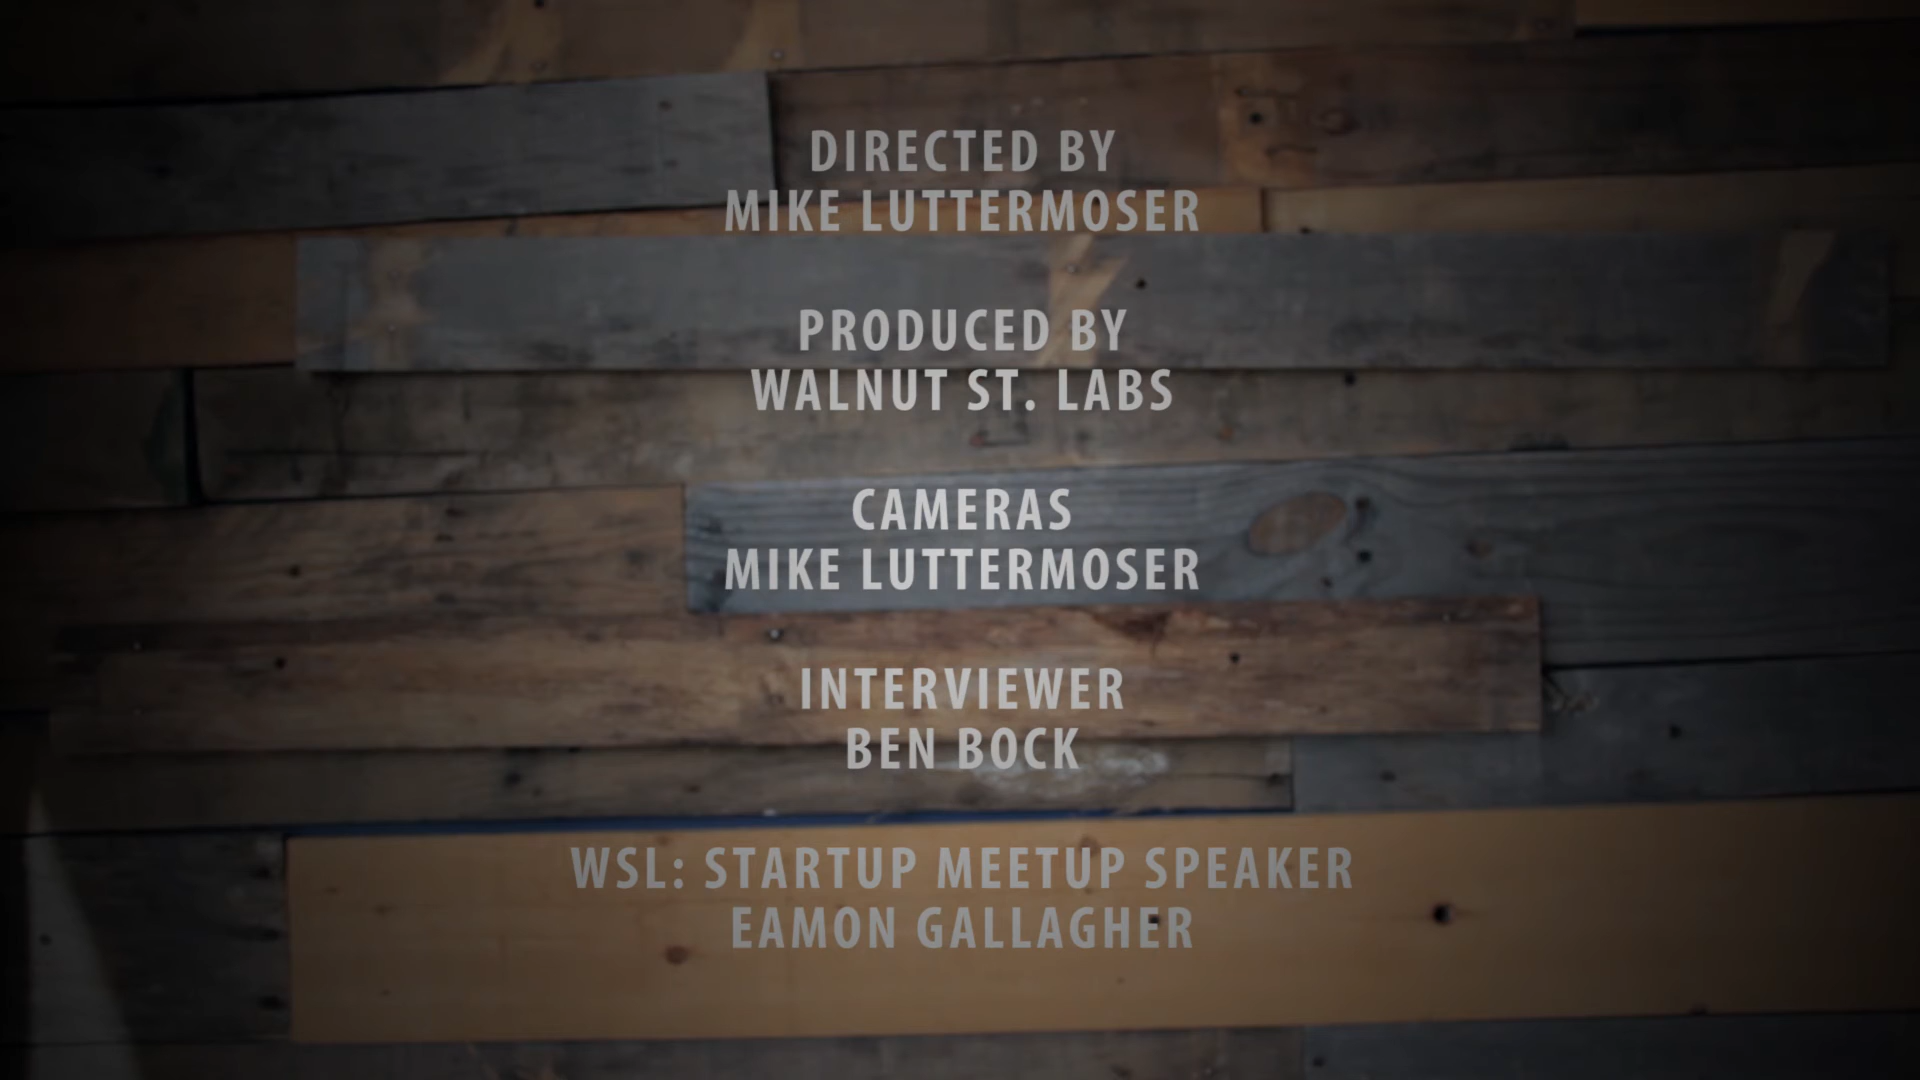 DIRECTED BY
MIKE LUTTERMOSER
PRODUCED BY
WALNUT ST. LABS
CAMERAS
MIKE LUTTERMOSER
INTERVIEWER
BEN BOCK
WSL: STARTUP MEETUP SPEAKER
EAMON GALLAGHER